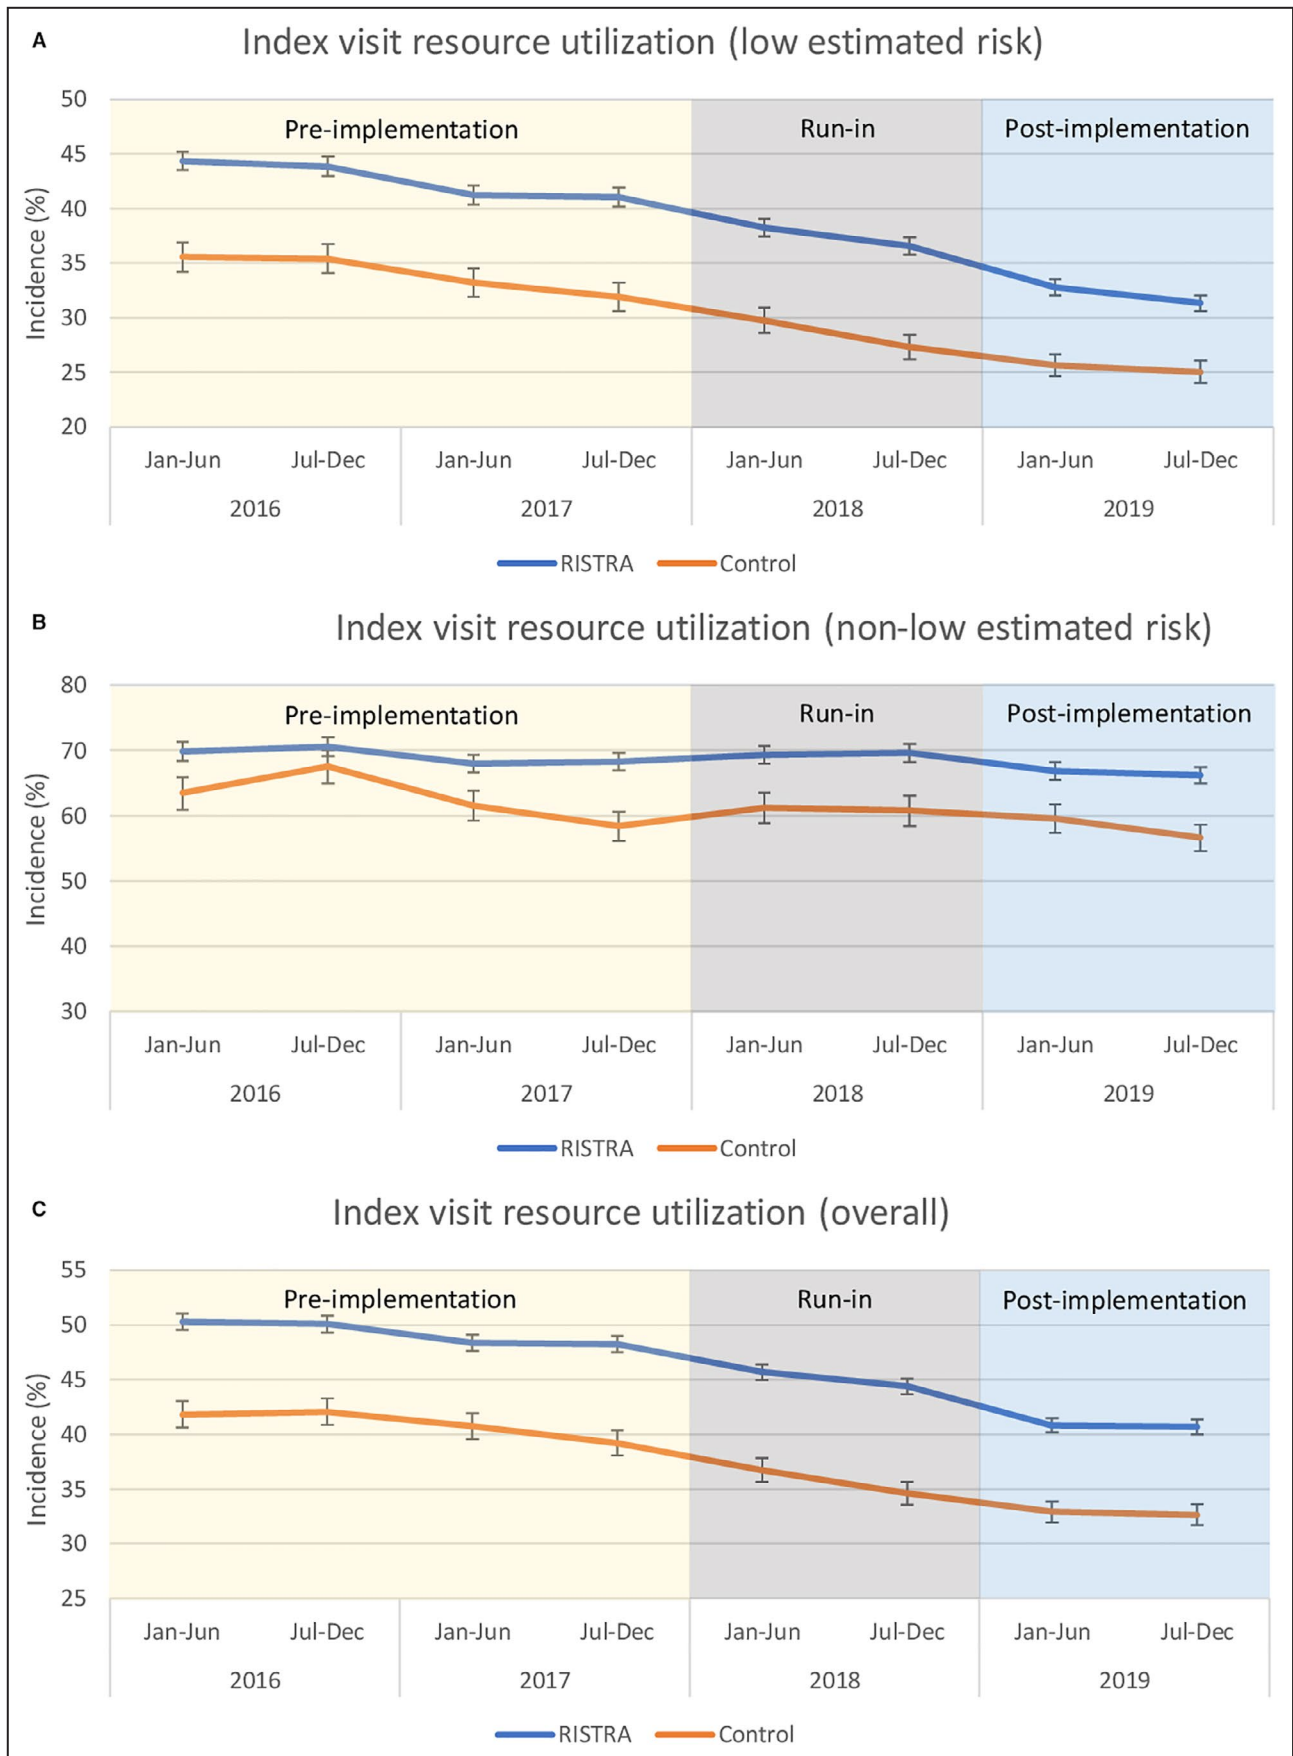 A
Index visit resource utilization (low estimated risk)
Pre-implementation Run-in Post-implementation
Incidence (%)
50
45
40
35
30
25
20
Jan-Jun Jul-Dec Jan-Jun Jul-Dec Jan-Jun Jul-Dec Jan-Jun Jul-Dec
2016 2017 2018 2019
RISTRA Control
B
Index visit resource utilization (non-low estimated risk)
Pre-implementation Run-in Post-implementation
Incidence (%)
80
70
60
50
40
30
Jan-Jun Jul-Dec Jan-Jun Jul-Dec Jan-Jun Jul-Dec Jan-Jun Jul-Dec
2016 2017 2018 2019
RISTRA Control
C
Index visit resource utilization (overall)
Pre-implementation Run-in Post-implementation
Incidence (%)
55
50
45
40
35
30
25
Jan-Jun Jul-Dec Jan-Jun Jul-Dec Jan-Jun Jul-Dec Jan-Jun Jul-Dec
2016 2017 2018 2019
RISTRA Control